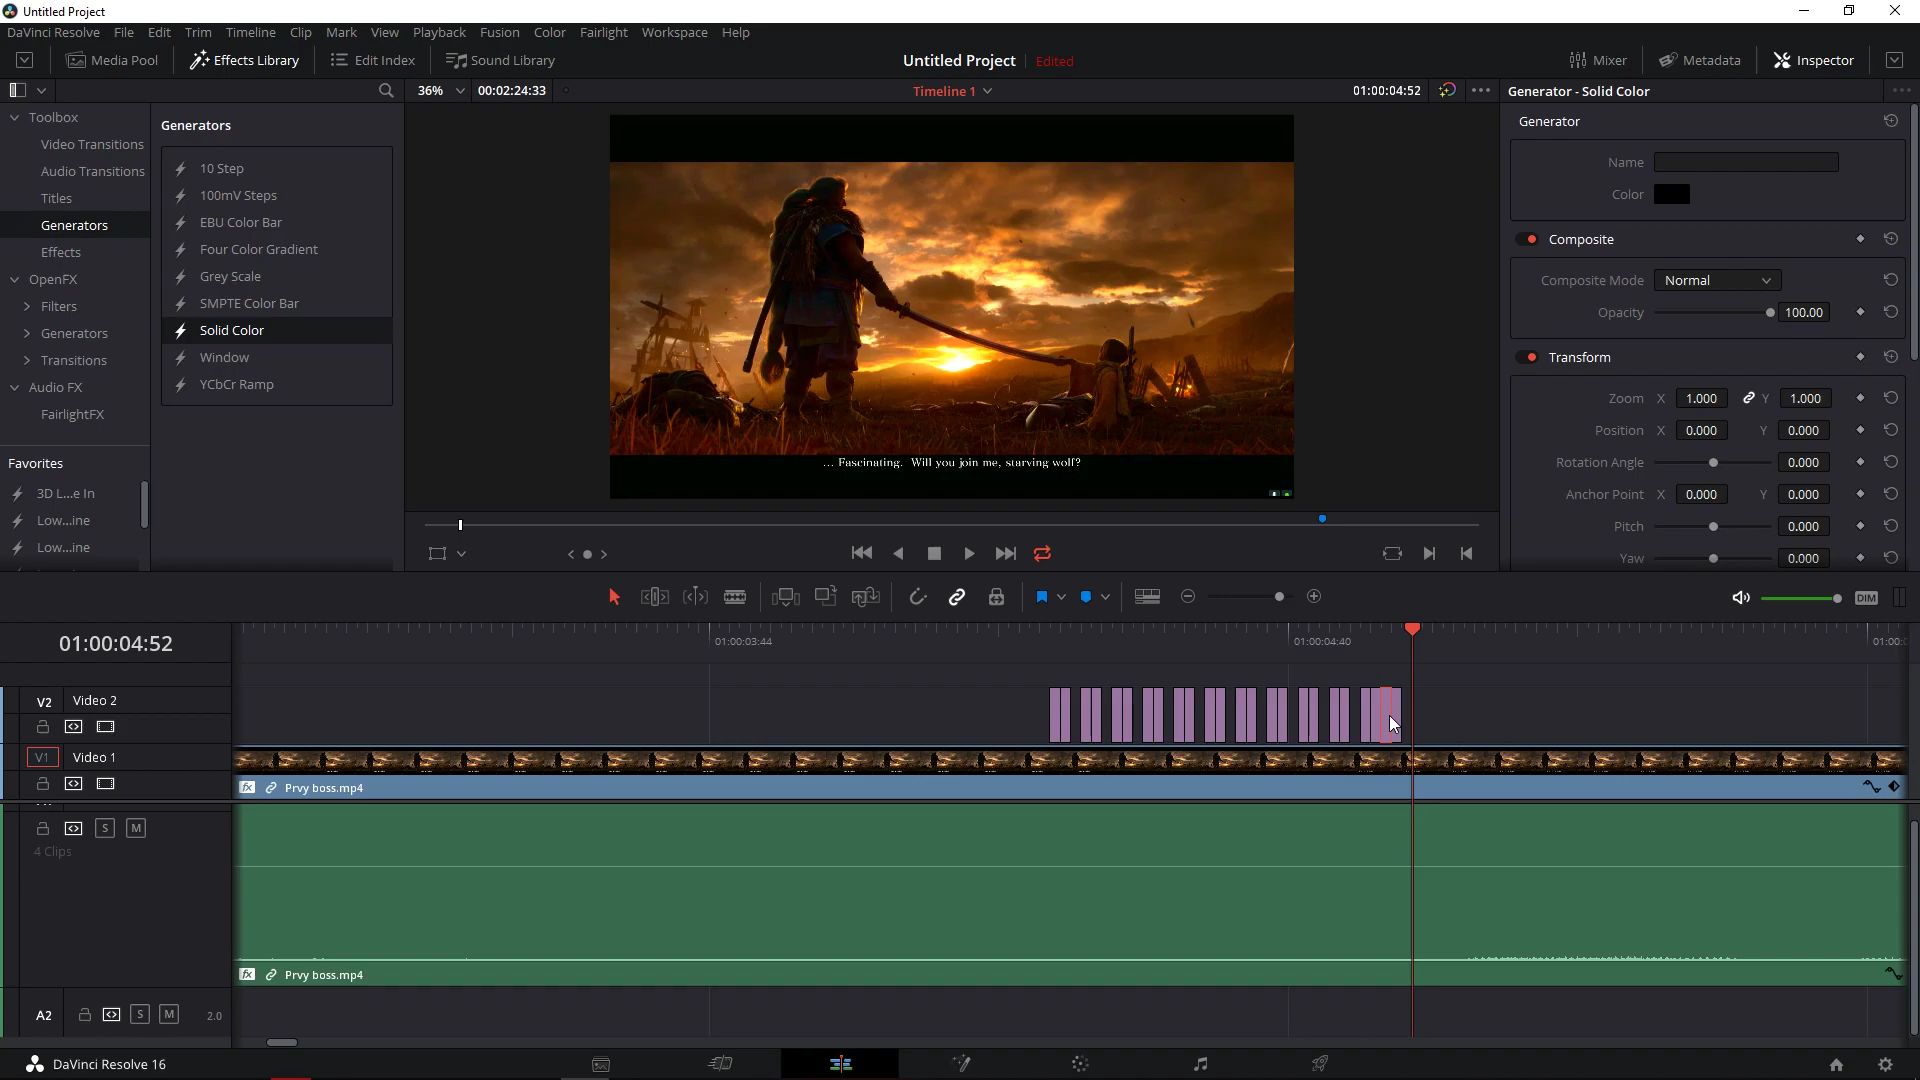 Untitled Project
DaVinci Resolve File Edit Trim Timeline Clip Mark View Playback Fusion Color Fairlight Workspace Help
Media Pool Effects Library Edit Index Sound Library Untitled Project Edited Mixer Metadata Inspector
36% 00:02:24:33 Timeline 1 01:00:04:52 Generator - Solid Color
Toolbox
Video Transitions
Audio Transitions
Titles
Generators
Effects
OpenFX
Filters
Generators
Transitions
Audio FX
FairlightFX
Favorites
3D L...e In
Low...ine
Low...ine
Generators
10 Step
100mV Steps
EBU Color Bar
Four Color Gradient
Grey Scale
SMPTE Color Bar
Solid Color
Window
YCbCr Ramp
... Fascinating. Will you join me, starving wolf?
Generator
Name
Color
Composite
Composite Mode Normal
Opacity 100.00
Transform
Zoom X 1.000 Y 1.000
Position X 0.000 Y 0.000
Rotation Angle 0.000
Anchor Point X 0.000 Y 0.000
Pitch 0.000
Yaw 0.000
DIM
01:00:04:52
01:00:03:44 01:00:04:40
V2 Video 2
V1 Video 1
fx Prvy boss.mp4
S M
4 Clips
fx Prvy boss.mp4
A2 S M 2.0
DaVinci Resolve 16